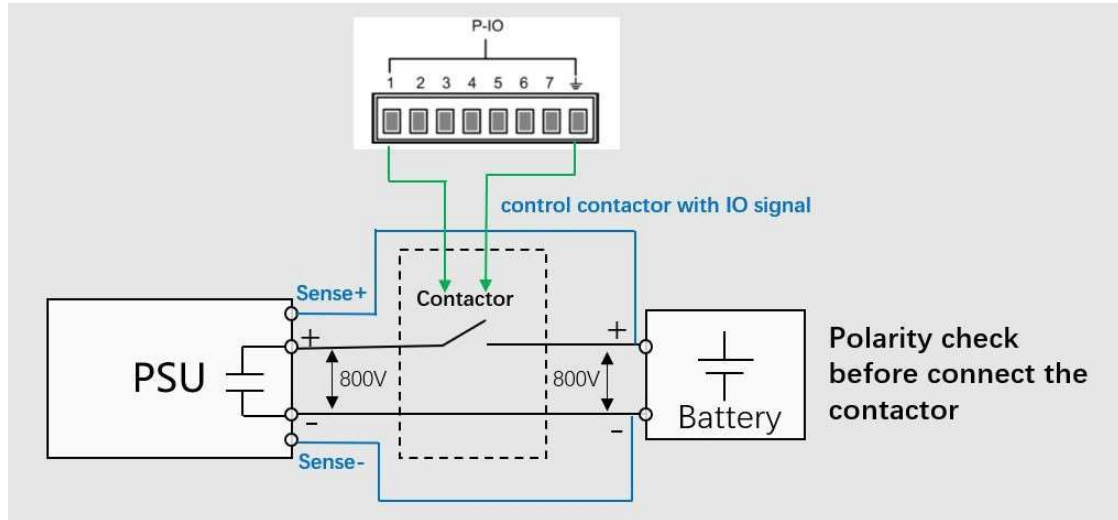 P-IO
1 2 3 4 5 6 7
control contactor with IO signal
Sense+
Contactor
+
+
PSU
800V
800V
Battery
-
-
Sense-
Polarity check
before connect the
contactor